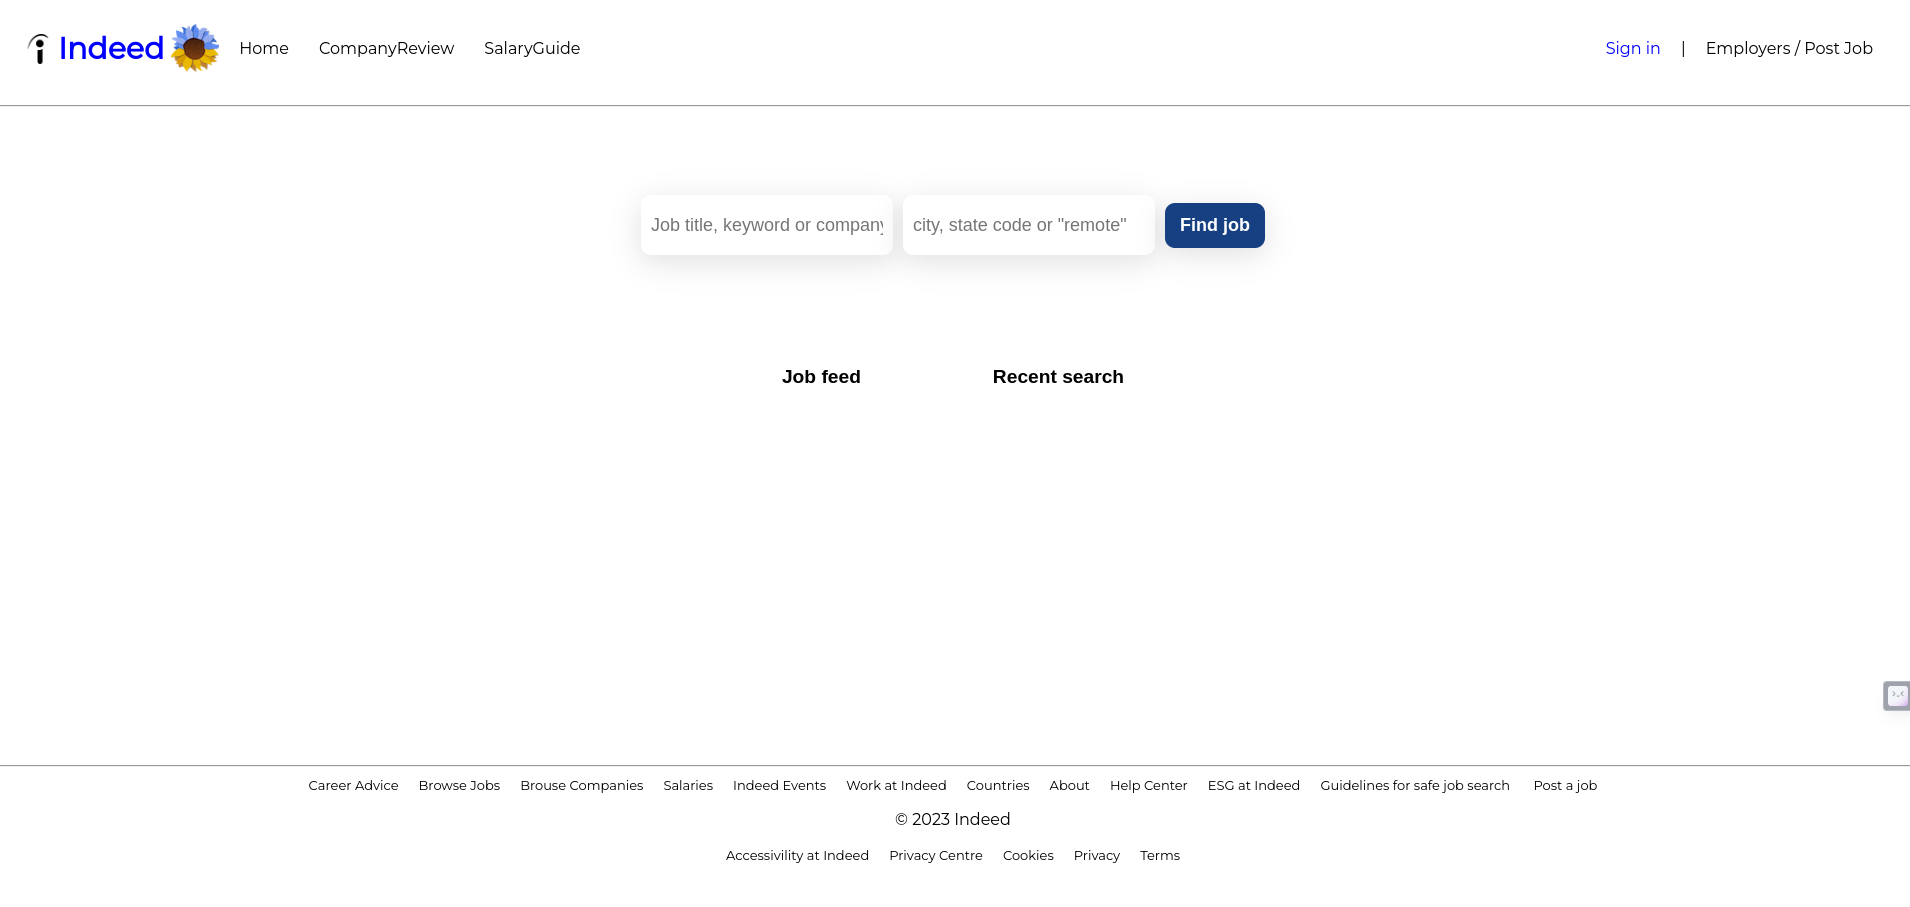 Indeed Home CompanyReview SalaryGuide Sign in | Employers / Post Job
Job title, keyword or company city, state code or "remote" Find job
Job feed Recent search
Career Advice Browse Jobs Brouse Companies Salaries Indeed Events Work at Indeed Countries About Help Center ESG at Indeed Guidelines for safe job search Post a job
© 2023 Indeed
Accessivility at Indeed Privacy Centre Cookies Privacy Terms